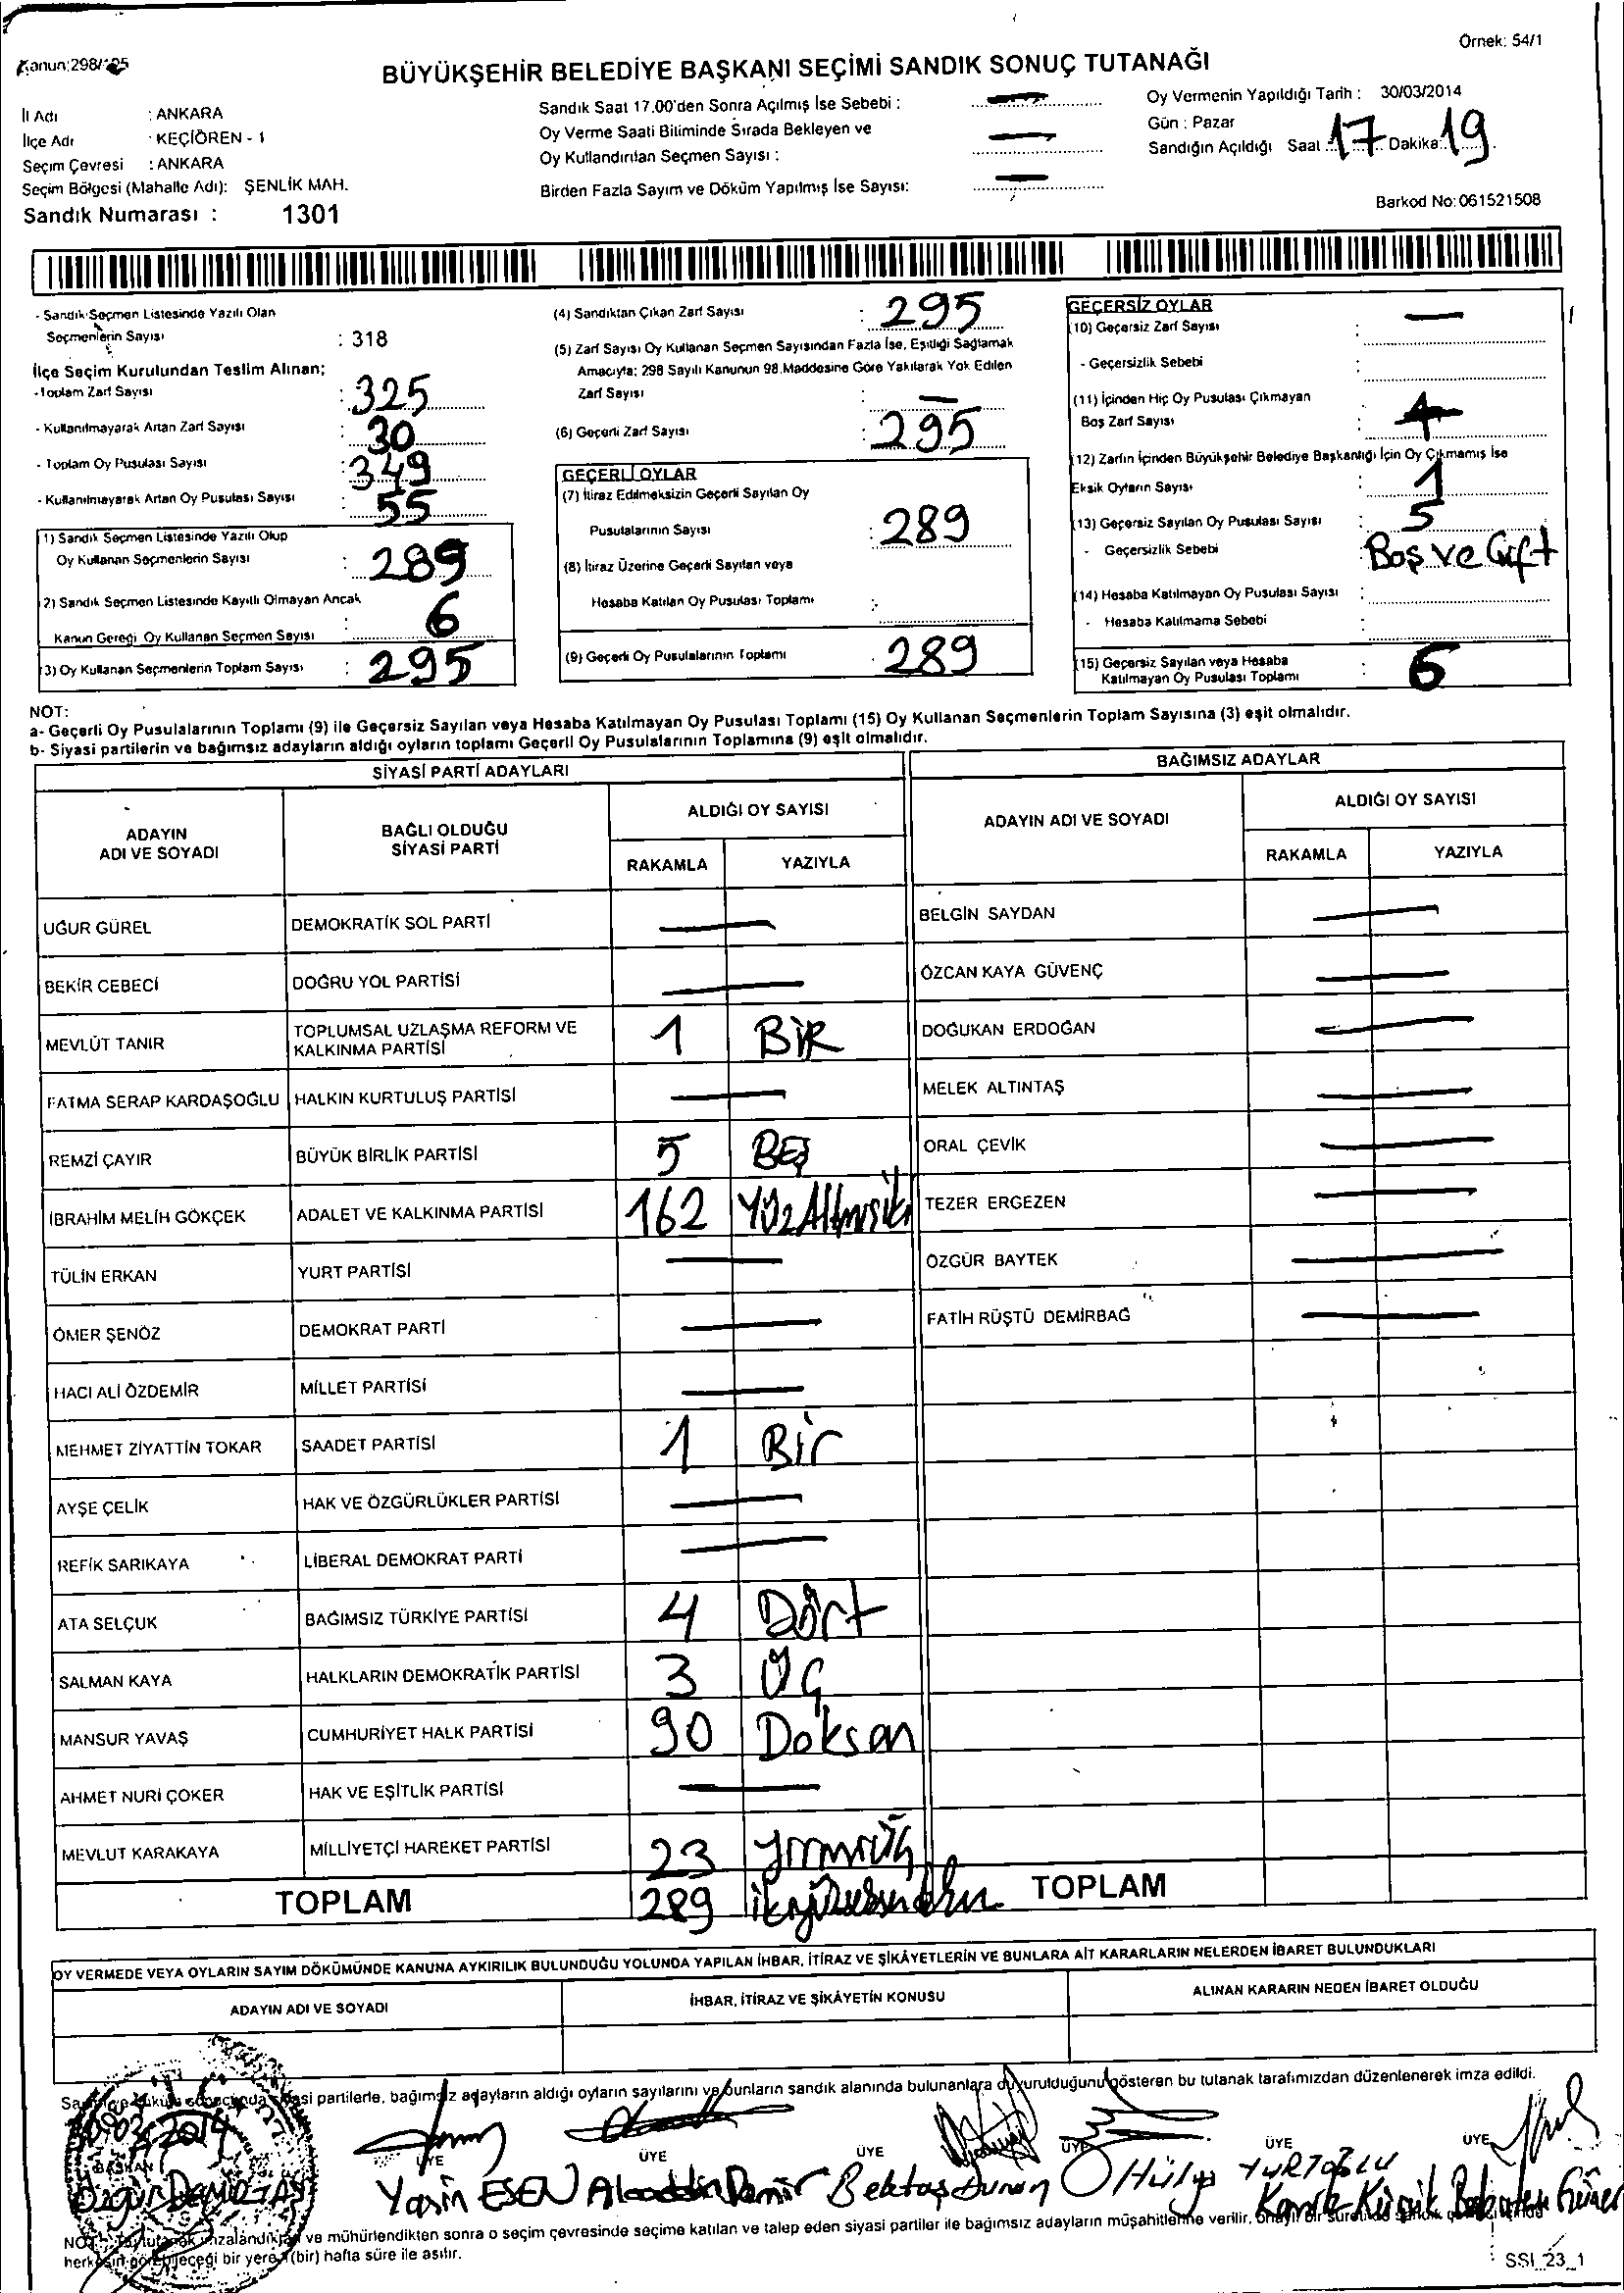 Kanun:298/105
Örnek: 54/1
BÜYÜKŞEHİR BELEDİYE BAŞKANI SEÇİMİ SANDIK SONUÇ TUTANAĞI
İl Adı : ANKARA
İlçe Adı : KEÇİÖREN - 1
Seçim Çevresi : ANKARA
Seçim Bölgesi (Mahalle Adı): ŞENLİK MAH.
Sandık Numarası : 1301
Sandık Saat 17.00'den Sonra Açılmış İse Sebebi : —
Oy Verme Saati Bitiminde Sırada Bekleyen ve
Oy Kullandırılan Seçmen Sayısı : —
Birden Fazla Sayım ve Döküm Yapılmış İse Sayısı: —
Oy Vermenin Yapıldığı Tarih : 30/03/2014
Gün : Pazar
Sandığın Açıldığı Saat : 17 Dakika: 19
Barkod No: 061521508
- Sandık Seçmen Listesinde Yazılı Olan
Seçmenlerin Sayısı : 318
İlçe Seçim Kurulundan Teslim Alınan;
- Toplam Zarf Sayısı : 325
- Kullanılmayarak Artan Zarf Sayısı : 30
- Toplam Oy Pusulası Sayısı : 349
- Kullanılmayarak Artan Oy Pusulası Sayısı : 55
1) Sandık Seçmen Listesinde Yazılı Olup
Oy Kullanan Seçmenlerin Sayısı : 289
2) Sandık Seçmen Listesinde Kayıtlı Olmayan Ancak
Kanun Gereği Oy Kullanan Seçmen Sayısı : 6
(3) Oy Kullanan Seçmenlerin Toplam Sayısı : 295
(4) Sandıktan Çıkan Zarf Sayısı : 295
(5) Zarf Sayısı Oy Kullanan Seçmen Sayısından Fazla İse, Eşitliği Sağlamak
Amacıyla; 298 Sayılı Kanunun 98.Maddesine Göre Yakılarak Yok Edilen
Zarf Sayısı : —
(6) Geçerli Zarf Sayısı : 295
GEÇERLİ OYLAR
(7) İtiraz Edilmeksizin Geçerli Sayılan Oy
Pusulalarının Sayısı : 289
(8) İtiraz Üzerine Geçerli Sayılan veya
Hesaba Katılan Oy Pusulası Toplamı :
(9) Geçerli Oy Pusulalarının Toplamı : 289
GEÇERSİZ OYLAR
(10) Geçersiz Zarf Sayısı : —
- Geçersizlik Sebebi :
(11) İçinden Hiç Oy Pusulası Çıkmayan
Boş Zarf Sayısı :
(12) Zarfın İçinden Büyükşehir Belediye Başkanlığı İçin Oy Çıkmamış İse
Eksik Oyların Sayısı : 1
(13) Geçersiz Sayılan Oy Pusulası Sayısı : 5
- Geçersizlik Sebebi : Boş ve Çift
(14) Hesaba Katılmayan Oy Pusulası Sayısı :
- Hesaba Katılmama Sebebi :
(15) Geçersiz Sayılan veya Hesaba
Katılmayan Oy Pusulası Toplamı : 6
NOT:
a- Geçerli Oy Pusulalarının Toplamı (9) ile Geçersiz Sayılan veya Hesaba Katılmayan Oy Pusulası Toplamı (15) Oy Kullanan Seçmenlerin Toplam Sayısına (3) eşit olmalıdır.
b- Siyasi partilerin ve bağımsız adayların aldığı oyların toplamı Geçerli Oy Pusulalarının Toplamına (9) eşit olmalıdır.
SİYASİ PARTİ ADAYLARI
ADAYIN ADI VE SOYADI
BAĞLI OLDUĞU SİYASİ PARTİ
ALDIĞI OY SAYISI
RAKAMLA YAZIYLA
UĞUR GÜREL DEMOKRATİK SOL PARTİ —
BEKİR CEBECİ DOĞRU YOL PARTİSİ —
MEVLÜT TANIR TOPLUMSAL UZLAŞMA REFORM VE KALKINMA PARTİSİ 1 BİR
FATMA SERAP KARDAŞOĞLU HALKIN KURTULUŞ PARTİSİ —
REMZİ ÇAYIR BÜYÜK BİRLİK PARTİSİ 5 BEŞ
İBRAHİM MELİH GÖKÇEK ADALET VE KALKINMA PARTİSİ 162 YüzAltmışiki
TÜLİN ERKAN YURT PARTİSİ —
ÖMER ŞENÖZ DEMOKRAT PARTİ —
HACI ALİ ÖZDEMİR MİLLET PARTİSİ —
MEHMET ZİYATTİN TOKAR SAADET PARTİSİ 1 Bir
AYŞE ÇELİK HAK VE ÖZGÜRLÜKLER PARTİSİ —
REFİK SARIKAYA LİBERAL DEMOKRAT PARTİ —
ATA SELÇUK BAĞIMSIZ TÜRKİYE PARTİSİ 4 Dört
SALMAN KAYA HALKLARIN DEMOKRATİK PARTİSİ 3 Üç
MANSUR YAVAŞ CUMHURİYET HALK PARTİSİ 90 Doksan
AHMET NURİ ÇOKER HAK VE EŞİTLİK PARTİSİ —
MEVLUT KARAKAYA MİLLİYETÇİ HAREKET PARTİSİ 23 yirmiüç
TOPLAM 289 ikiyüzseksendokuz
BAĞIMSIZ ADAYLAR
ADAYIN ADI VE SOYADI
ALDIĞI OY SAYISI
RAKAMLA YAZIYLA
BELGİN SAYDAN —
ÖZCAN KAYA GÜVENÇ —
DOĞUKAN ERDOĞAN —
MELEK ALTINTAŞ —
ORAL ÇEVİK —
TEZER ERGEZEN —
ÖZGÜR BAYTEK —
FATİH RÜŞTÜ DEMİRBAĞ —
TOPLAM
OY VERMEDE VEYA OYLARIN SAYIM DÖKÜMÜNDE KANUNA AYKIRILIK BULUNDUĞU YOLUNDA YAPILAN İHBAR, İTİRAZ VE ŞİKÂYETLERİN VE BUNLARA AİT KARARLARIN NELERDEN İBARET BULUNDUKLARI
ADAYIN ADI VE SOYADI
İHBAR, İTİRAZ VE ŞİKÂYETİN KONUSU
ALINAN KARARIN NEDEN İBARET OLDUĞU
partilerle, bağımsız adayların aldığı oyların sayılarını ve bunların sandık alanında bulunanlara duyurulduğunu gösteren bu tutanak tarafımızdan düzenlenerek imza edildi.
30.03.2014
BAŞKAN ÜYE ÜYE ÜYE ÜYE ÜYE ÜYE
Özgür DEMİRTAŞ Yasin ESEN Alaaddin Demir Bektaş Duran Hülya YURTOĞLU Kamile Küçük
NOT: Bu tutanak imzalandıktan ve mühürlendikten sonra o seçim çevresinde seçime katılan ve talep eden siyasi partiler ile bağımsız adayların müşahitlerine verilir.
herkesin görebileceği bir yere 1(bir) hafta süre ile asılır.
SSI_23_1